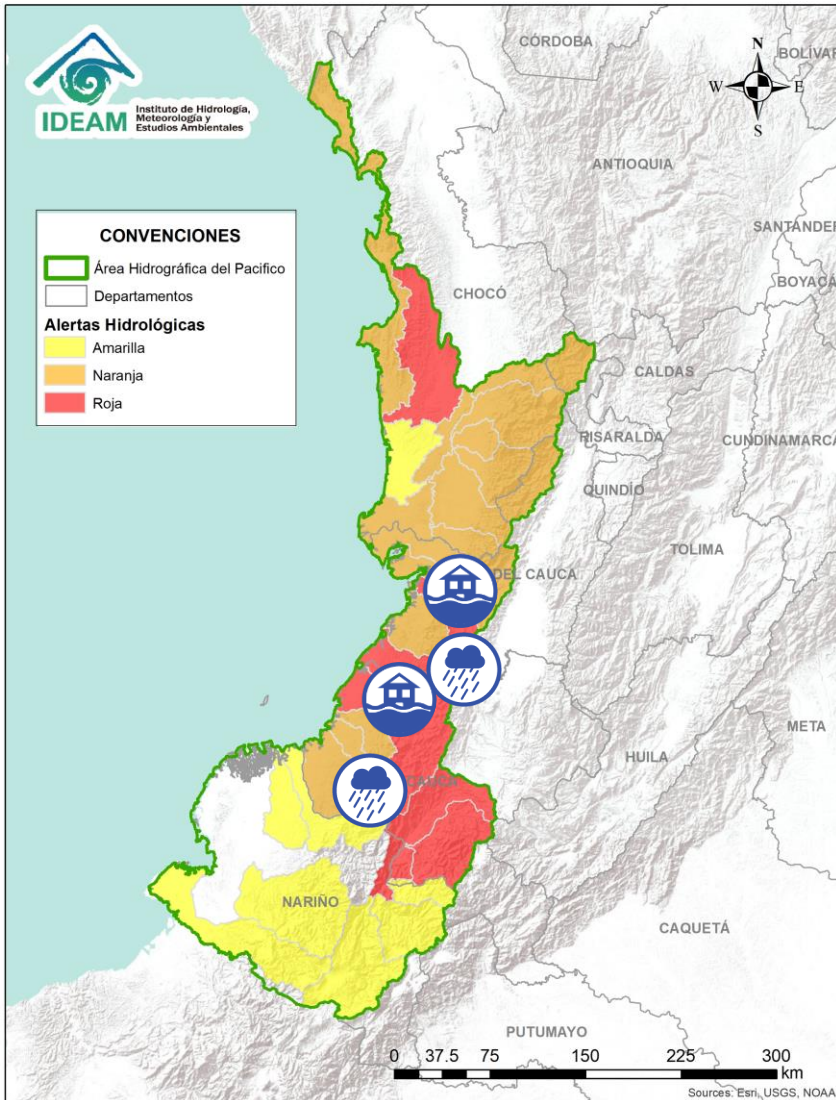 IDEAM
Instituto de Hidrología,
Meteorología y
Estudios Ambientales
CÓRDOBA
BOLÍVAR
N
W
E
S
ANTIOQUIA
SANTANDER
BOYACÁ
CONVENCIONES
Área Hidrográfica del Pacifico
Departamentos
Alertas Hidrológicas
Amarilla
Naranja
Roja
CHOCÓ
CALDAS
RISARALDA
CUNDINAMARCA
QUINDÍO
TOLIMA
DEL CAUCA
META
HUILA
CAUCA
NARIÑO
CAQUETÁ
PUTUMAYO
0 37.5 75 150 225 300
km
Sources: Esri, USGS, NOAA